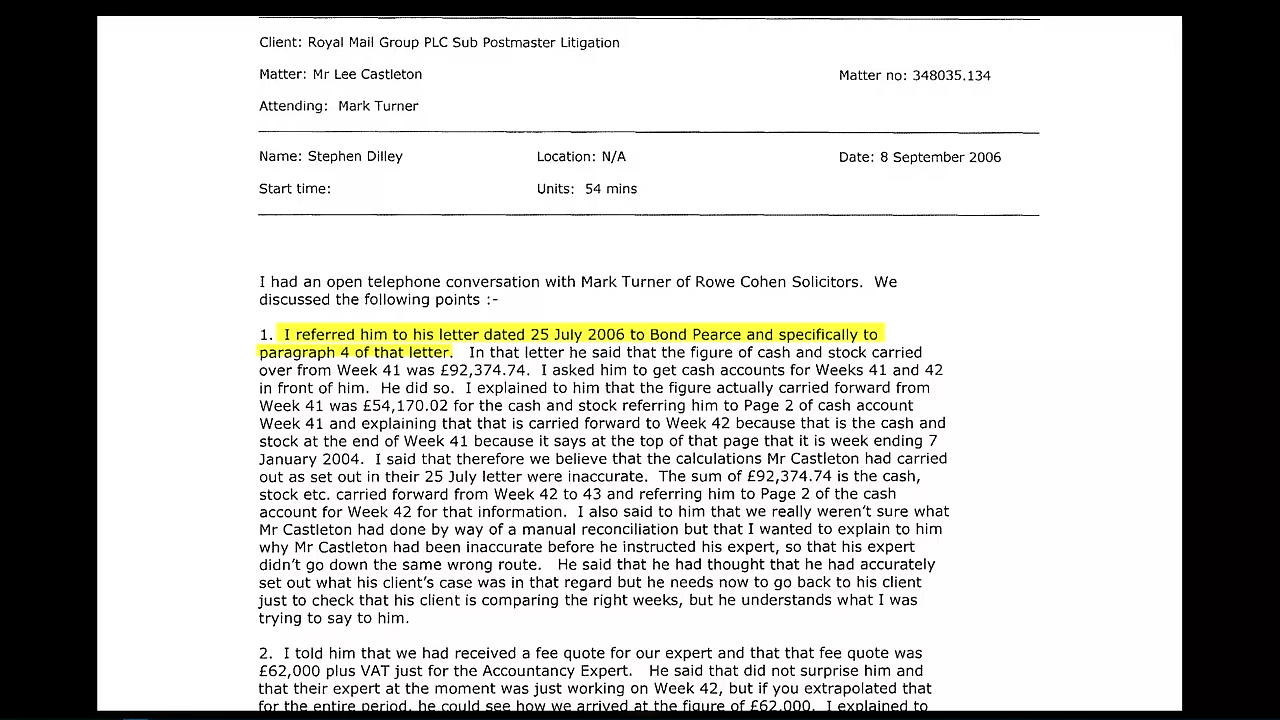 Client: Royal Mail Group PLC Sub Postmaster Litigation
Matter: Mr Lee Castleton Matter no: 348035.134
Attending: Mark Turner
Name: Stephen Dilley Location: N/A Date: 8 September 2006
Start time: Units: 54 mins
I had an open telephone conversation with Mark Turner of Rowe Cohen Solicitors. We
discussed the following points :-
1. I referred him to his letter dated 25 July 2006 to Bond Pearce and specifically to
paragraph 4 of that letter. In that letter he said that the figure of cash and stock carried
over from Week 41 was £92,374.74. I asked him to get cash accounts for Weeks 41 and 42
in front of him. He did so. I explained to him that the figure actually carried forward from
Week 41 was £54,170.02 for the cash and stock referring him to Page 2 of cash account
Week 41 and explaining that that is carried forward to Week 42 because that is the cash and
stock at the end of Week 41 because it says at the top of that page that it is week ending 7
January 2004. I said that therefore we believe that the calculations Mr Castleton had carried
out as set out in their 25 July letter were inaccurate. The sum of £92,374.74 is the cash,
stock etc. carried forward from Week 42 to 43 and referring him to Page 2 of the cash
account for Week 42 for that information. I also said to him that we really weren't sure what
Mr Castleton had done by way of a manual reconciliation but that I wanted to explain to him
why Mr Castleton had been inaccurate before he instructed his expert, so that his expert
didn't go down the same wrong route. He said that he had thought that he had accurately
set out what his client's case was in that regard but he needs now to go back to his client
just to check that his client is comparing the right weeks, but he understands what I was
trying to say to him.
2. I told him that we had received a fee quote for our expert and that that fee quote was
£62,000 plus VAT just for the Accountancy Expert. He said that did not surprise him and
that their expert at the moment was just working on Week 42, but if you extrapolated that
for the entire period, he could see how we arrived at the figure of £62,000. I explained to